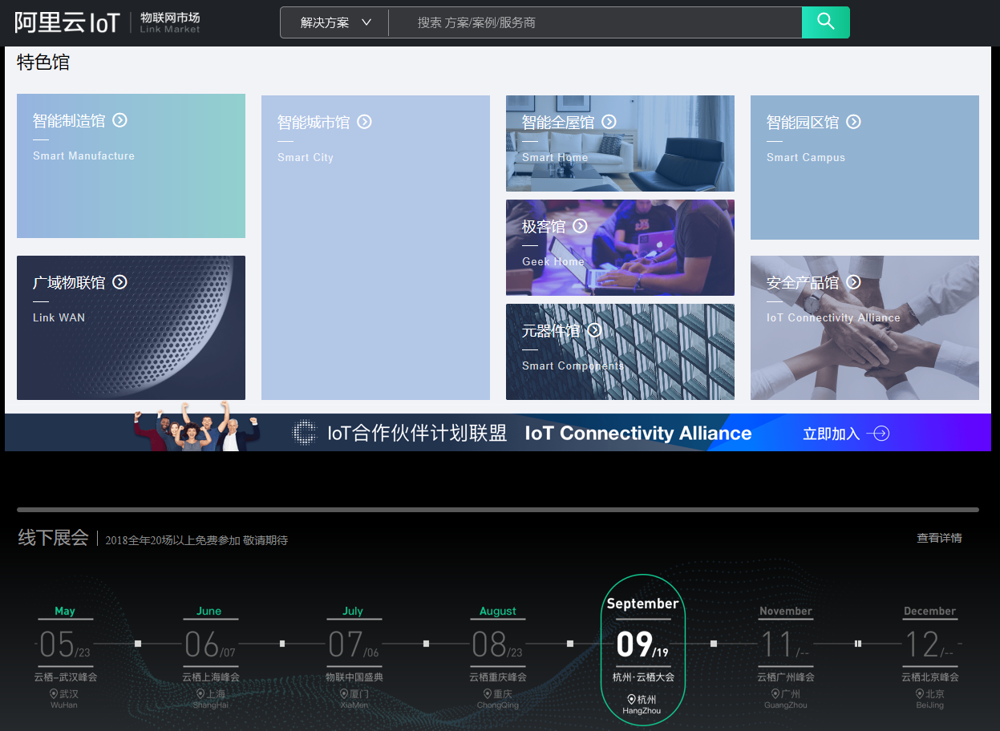 阿里云 IoT
物联网市场
Link Market
解决方案
搜索 方案/案例/服务商
特色馆
智能制造馆
Smart Manufacture
智能城市馆
Smart City
智能全屋馆
Smart Home
智能园区馆
Smart Campus
极客馆
Geek Home
广域物联馆
Link WAN
元器件馆
Smart Components
安全产品馆
IoT Connectivity Alliance
IoT合作伙伴计划联盟 IoT Connectivity Alliance 立即加入
线下展会
2018全年20场以上免费参加 敬请期待
查看详情
May
05/23
云栖-武汉峰会
武汉
WuHan
June
06/07
云栖上海峰会
上海
ShangHai
July
07/06
物联中国盛典
厦门
XiaMen
August
08/23
云栖重庆峰会
重庆
ChongQing
September
09/19
杭州·云栖大会
杭州
HangZhou
November
11/--
云栖广州峰会
广州
GuangZhou
December
12/--
云栖北京峰会
北京
BeiJing